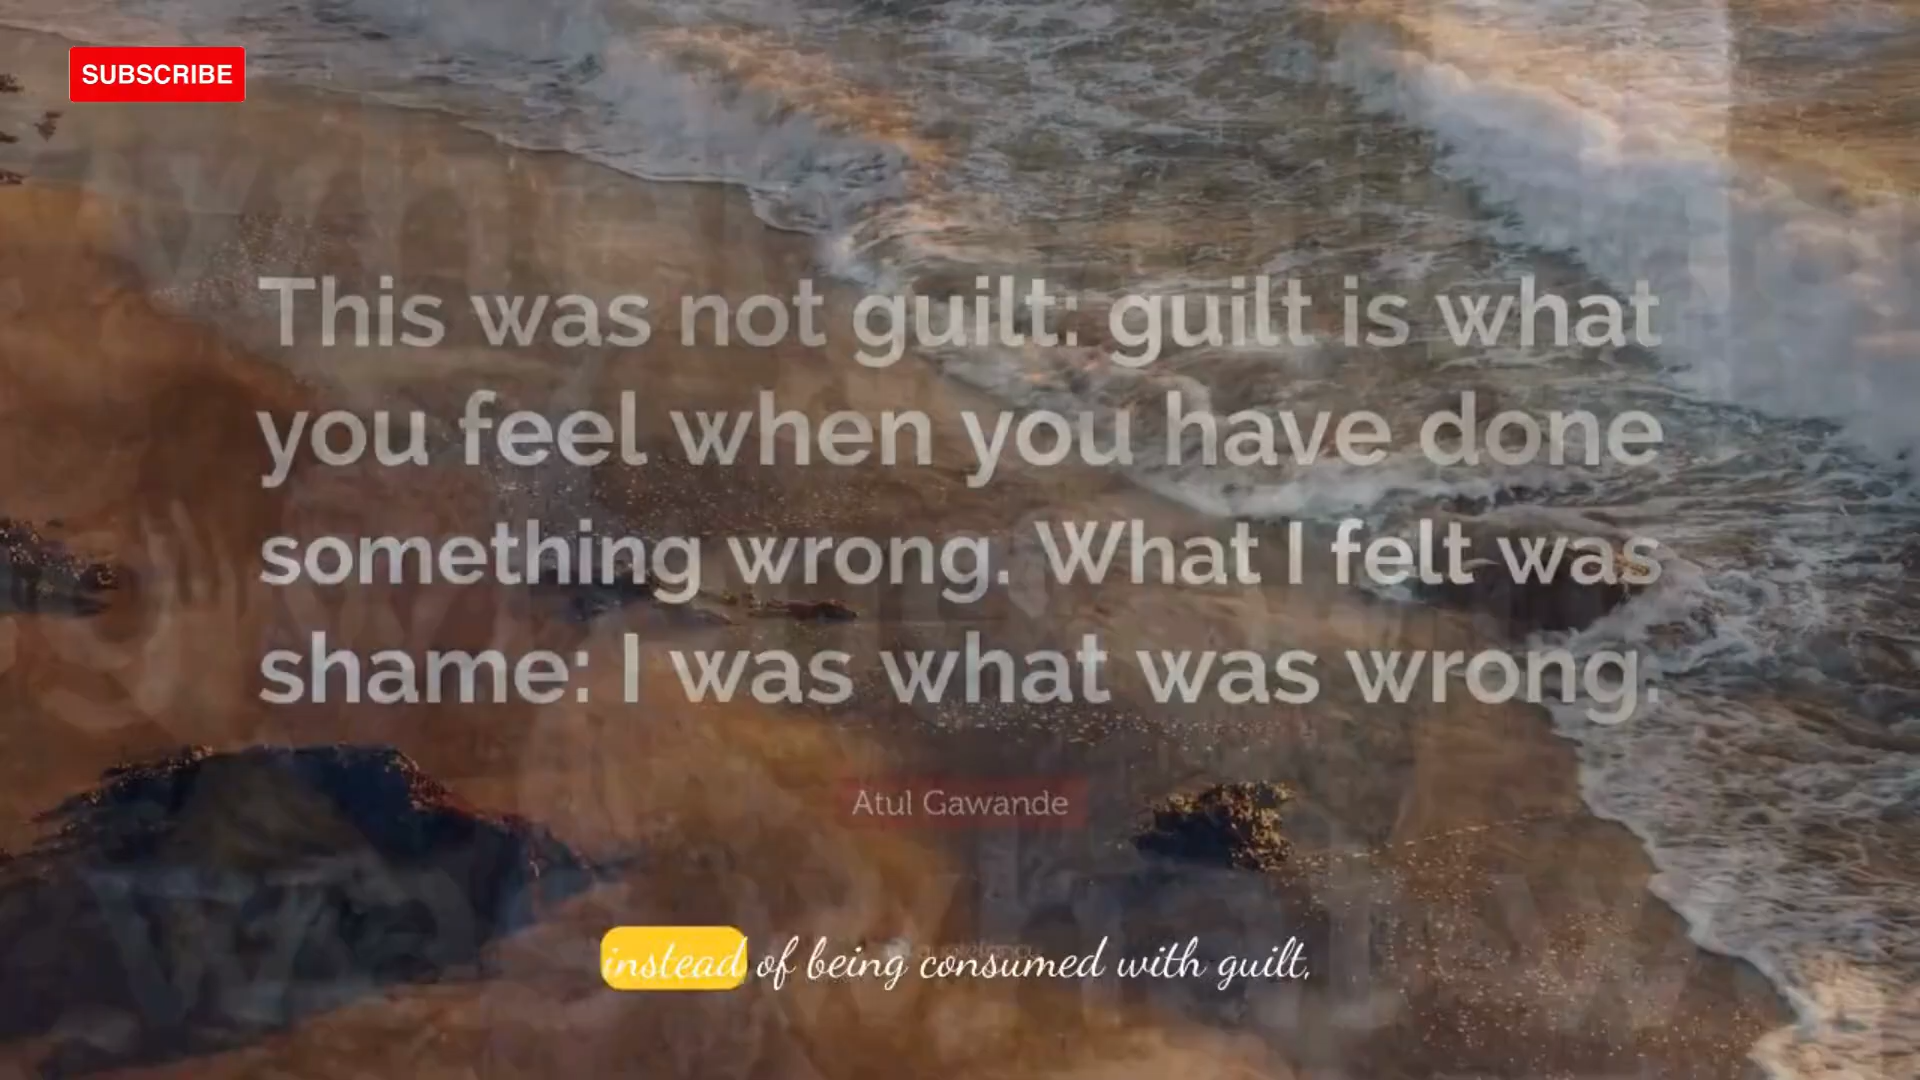 SUBSCRIBE
This was not guilt: guilt is what
you feel when you have done
something wrong. What I felt was
shame: I was what was wrong.
Atul Gawande
instead of being consumed with guilt,